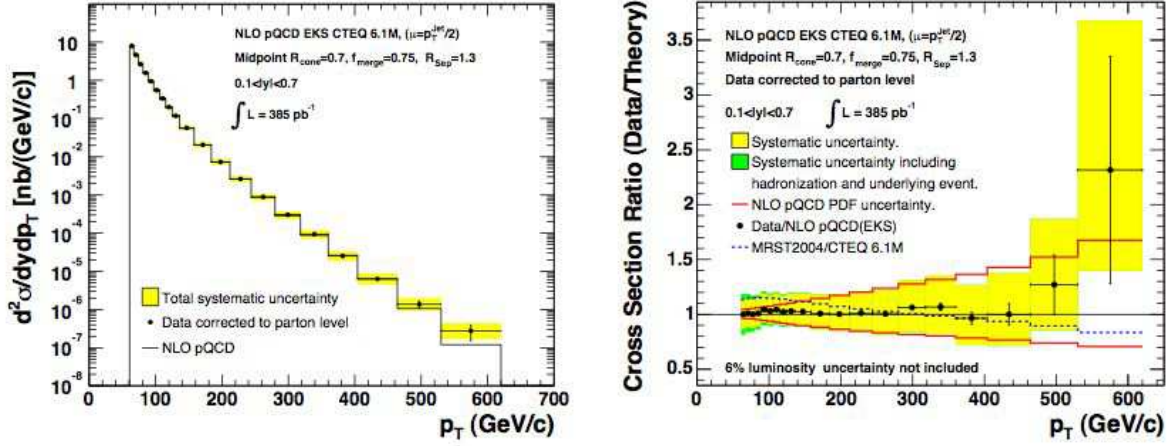 NLO pQCD EKS CTEQ 6.1M, (μ=p_T^Jet/2)
Midpoint R_cone=0.7, f_merge=0.75, R_Sep=1.3
0.1<|y|<0.7
∫ L = 385 pb⁻¹
Total systematic uncertainty
Data corrected to parton level
NLO pQCD
d²σ/dydp_T [nb/(GeV/c)]
10
1
10⁻¹
10⁻²
10⁻³
10⁻⁴
10⁻⁵
10⁻⁶
10⁻⁷
10⁻⁸
0 100 200 300 400 500 600 700
p_T (GeV/c)
NLO pQCD EKS CTEQ 6.1M, (μ=p_T^Jet/2)
Midpoint R_cone=0.7, f_merge=0.75, R_Sep=1.3
Data corrected to parton level
0.1<|y|<0.7 ∫ L = 385 pb⁻¹
Systematic uncertainty.
Systematic uncertainty including
hadronization and underlying event.
NLO pQCD PDF uncertainty.
Data/NLO pQCD(EKS)
MRST2004/CTEQ 6.1M
6% luminosity uncertainty not included
Cross Section Ratio (Data/Theory)
3.5
3
2.5
2
1.5
1
0.5
0 100 200 300 400 500 600
p_T (GeV/c)